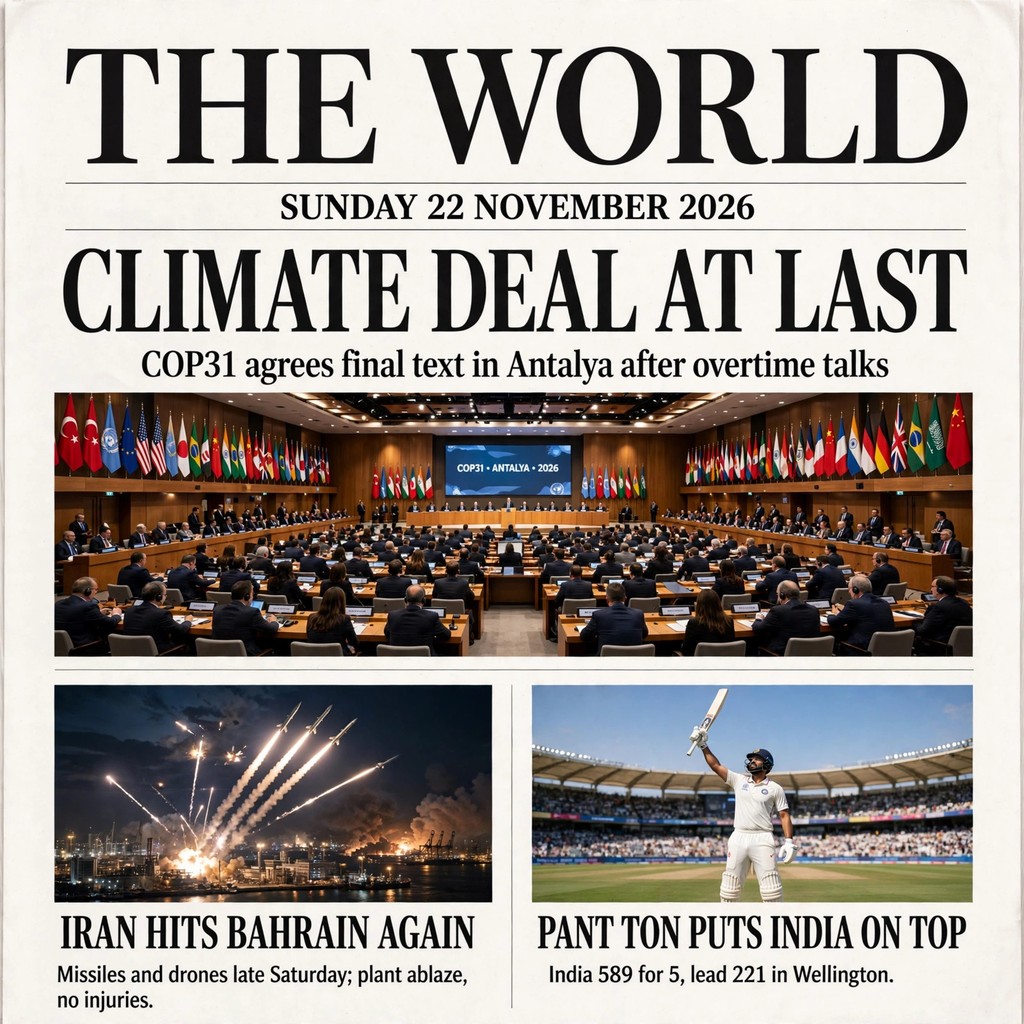 THE WORLD
SUNDAY 22 NOVEMBER 2026
CLIMATE DEAL AT LAST
COP31 agrees final text in Antalya after overtime talks
COP31 • ANTALYA • 2026
IRAN HITS BAHRAIN AGAIN
Missiles and drones late Saturday; plant ablaze,
no injuries.
PANT TON PUTS INDIA ON TOP
India 589 for 5, lead 221 in Wellington.